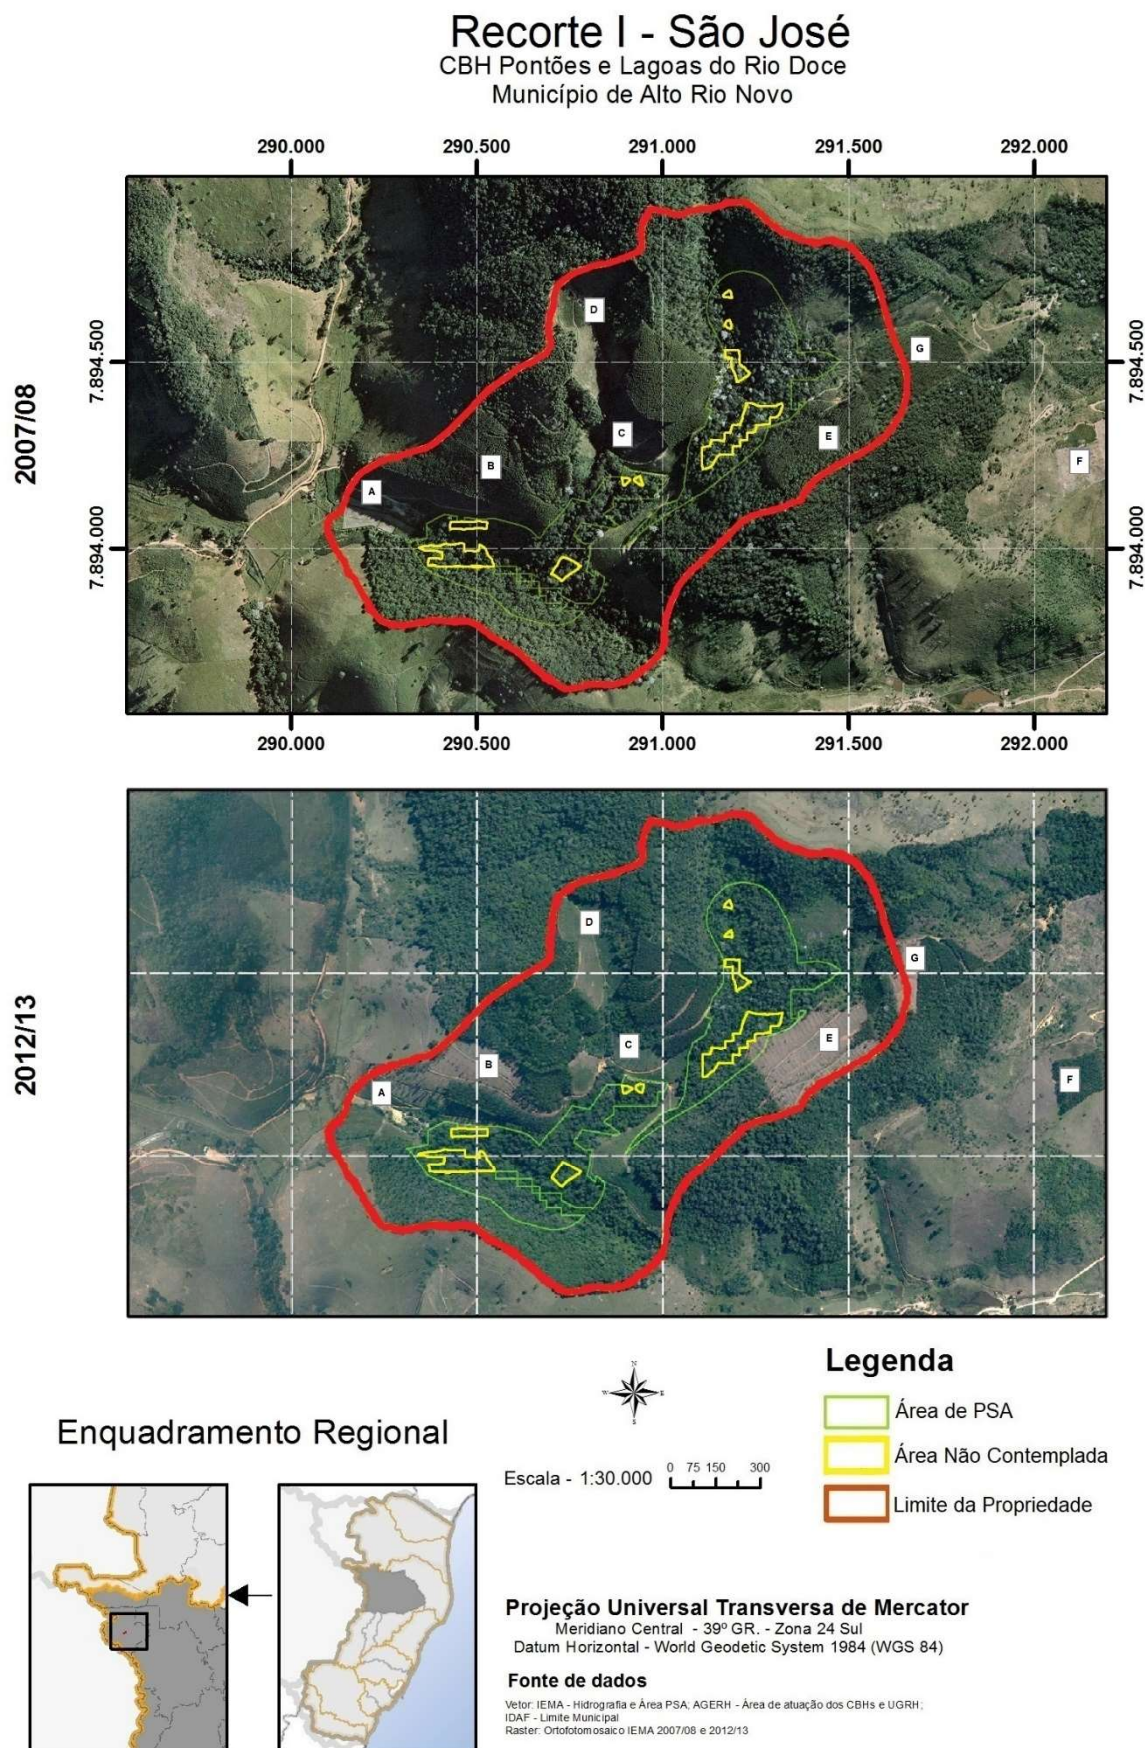 Recorte I - São José
CBH Pontões e Lagoas do Rio Doce
Município de Alto Rio Novo
290.000 290.500 291.000 291.500 292.000
2007/08
7.894.500
7.894.000
7.894.500
7.894.000
D
G
C
E
B
F
A
290.000 290.500 291.000 291.500 292.000
2012/13
D
G
E
C
B
F
A
Legenda
Área de PSA
Área Não Contemplada
Limite da Propriedade
N
W E
S
Escala - 1:30.000 0 75 150 300
Enquadramento Regional
Projeção Universal Transversa de Mercator
Meridiano Central - 39º GR. - Zona 24 Sul
Datum Horizontal - World Geodetic System 1984 (WGS 84)
Fonte de dados
Vetor: IEMA - Hidrografia e Área PSA; AGERH - Área de atuação dos CBHs e UGRH;
IDAF - Limite Municipal
Raster: Ortofotomosaico IEMA 2007/08 e 2012/13